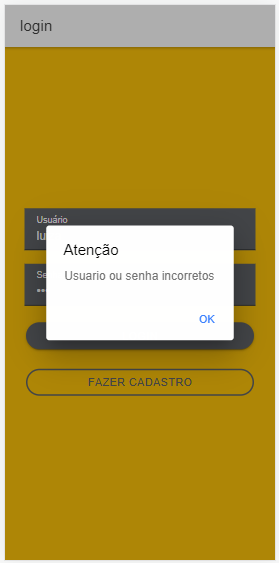 login
Usuário
Atenção
Usuario ou senha incorretos
OK
FAZER CADASTRO